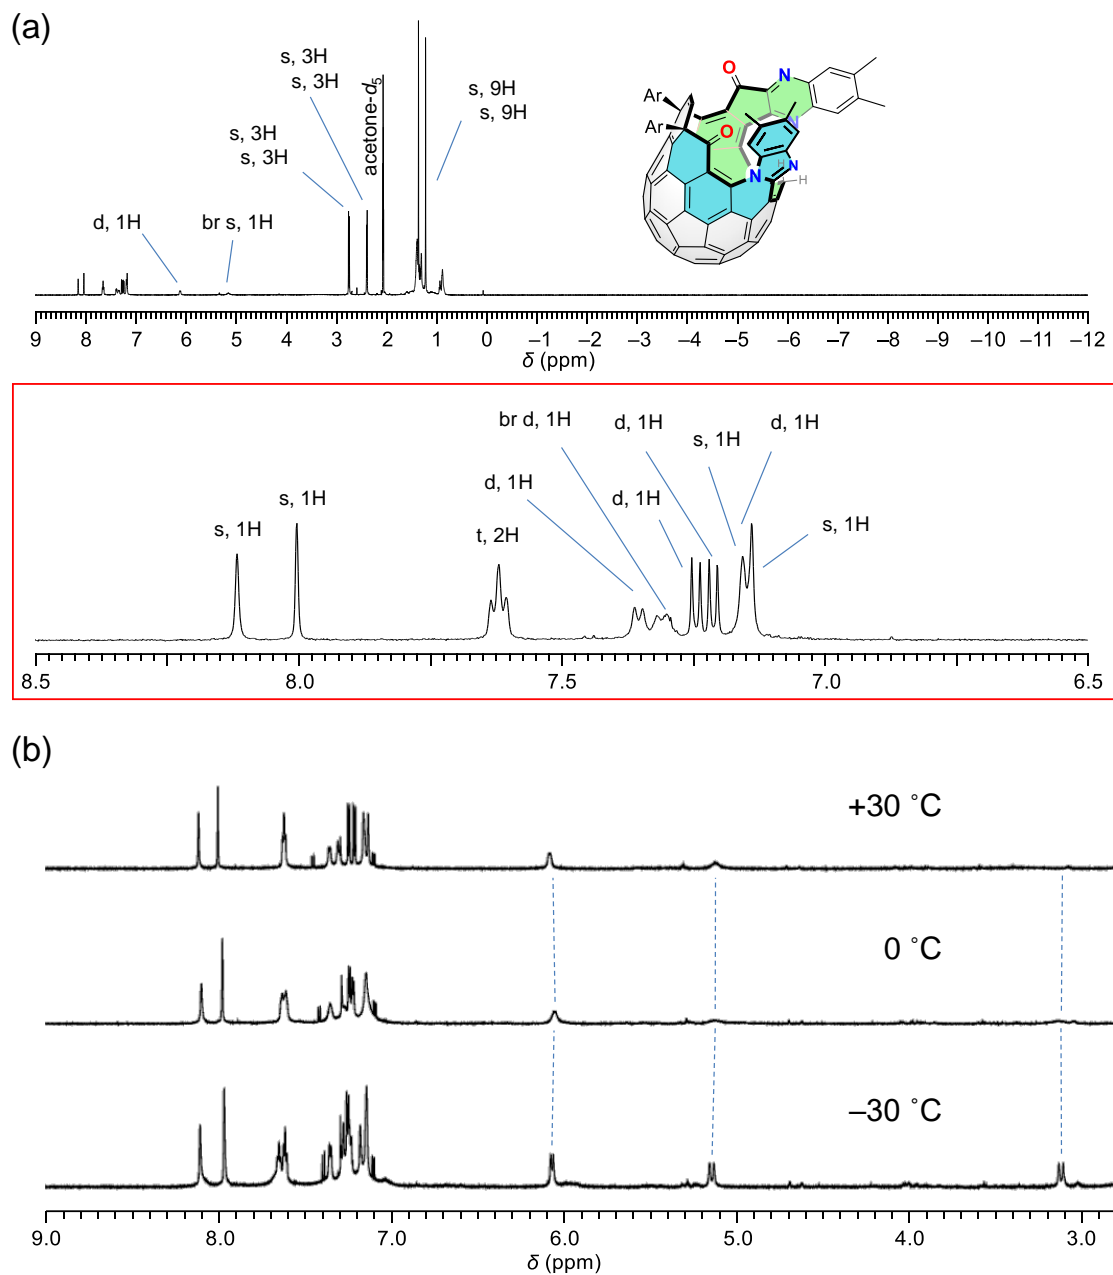 (a)
s, 3H
s, 3H
acetone-d5
s, 9H
s, 9H
s, 3H
s, 3H
d, 1H
br s, 1H
O
N
Ar
Ar
O
N
N
N
H
H
9 8 7 6 5 4 3 2 1 0 –1 –2 –3 –4 –5 –6 –7 –8 –9 –10 –11 –12
δ (ppm)
br d, 1H
d, 1H
s, 1H
d, 1H
d, 1H
d, 1H
s, 1H
s, 1H
s, 1H
t, 2H
8.5 8.0 7.5 7.0 6.5
(b)
+30 ˚C
0 ˚C
–30 ˚C
9.0 8.0 7.0 6.0 5.0 4.0 3.0
δ (ppm)